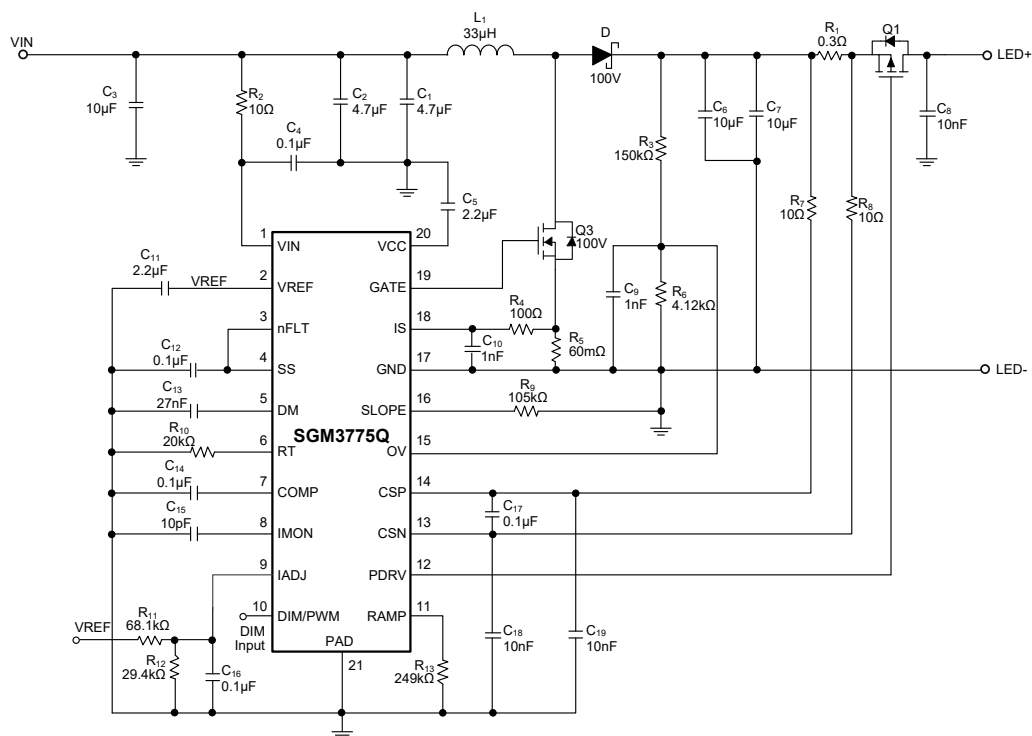 L1
33µH
D
100V
R1
0.3Ω
Q1
VIN
LED+
C3
10µF
R2
10Ω
C2
4.7µF
C1
4.7µF
C4
0.1µF
C6
10µF
C7
10µF
C8
10nF
R3
150kΩ
C5
2.2µF
R7
10Ω
R8
10Ω
Q3
100V
C11
2.2µF
VREF
1
VIN
VCC
20
2
VREF
GATE
19
3
nFLT
IS
18
4
SS
GND
17
5
DM
SLOPE
16
6
RT
OV
15
7
COMP
CSP
14
8
IMON
CSN
13
9
IADJ
PDRV
12
10
DIM/PWM
RAMP
11
PAD
21
SGM3775Q
R4
100Ω
C9
1nF
R6
4.12kΩ
C10
1nF
R5
60mΩ
LED-
C12
0.1µF
C13
27nF
R9
105kΩ
R10
20kΩ
C14
0.1µF
C15
10pF
C17
0.1µF
DIM
Input
VREF
R11
68.1kΩ
R12
29.4kΩ
C16
0.1µF
R13
249kΩ
C18
10nF
C19
10nF